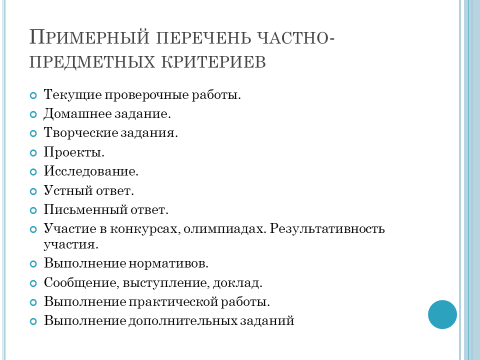 Примерный перечень частно-
предметных критериев
Текущие проверочные работы.
Домашнее задание.
Творческие задания.
Проекты.
Исследование.
Устный ответ.
Письменный ответ.
Участие в конкурсах, олимпиадах. Результативность
участия.
Выполнение нормативов.
Сообщение, выступление, доклад.
Выполнение практической работы.
Выполнение дополнительных заданий